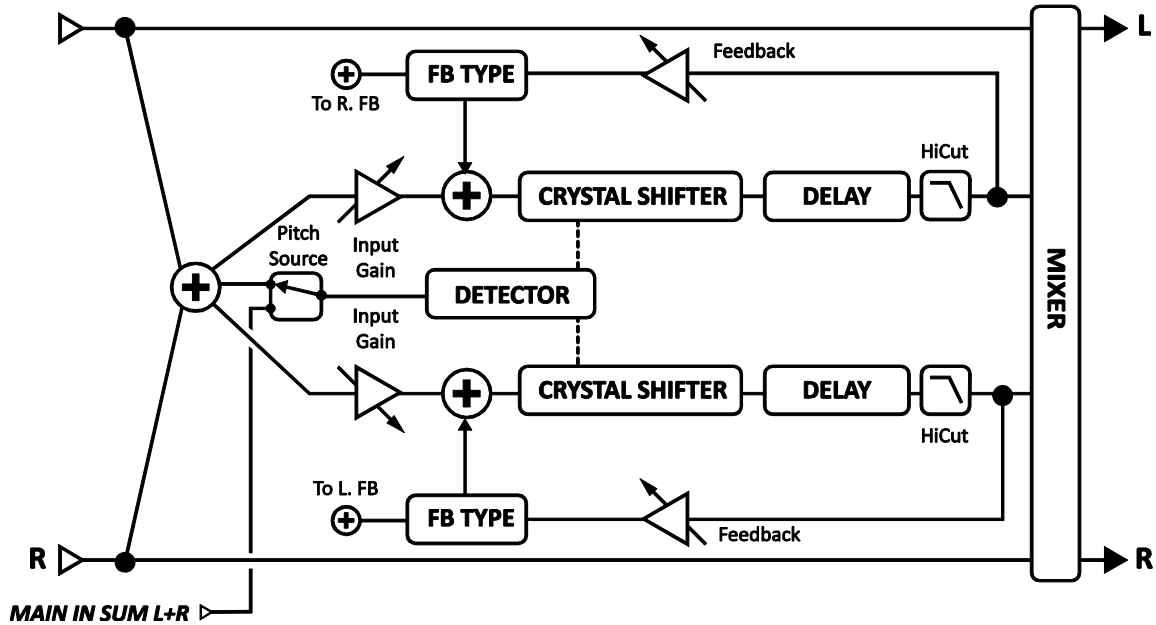 L
Feedback
FB TYPE
To R. FB
HiCut
CRYSTAL SHIFTER
DELAY
Pitch
Source
Input
Gain
DETECTOR
MIXER
Input
Gain
CRYSTAL SHIFTER
DELAY
HiCut
To L. FB
FB TYPE
Feedback
R
R
MAIN IN SUM L+R